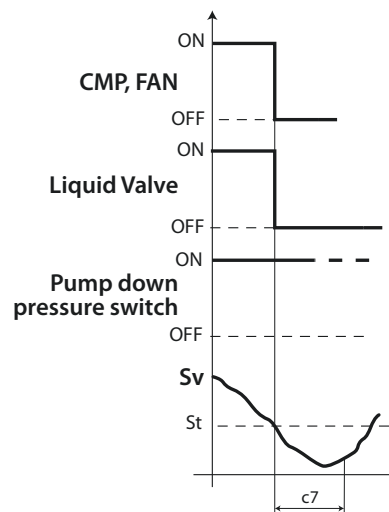 ON
CMP, FAN
OFF
ON
Liquid Valve
OFF
ON
Pump down
pressure switch
OFF
Sv
St
c7